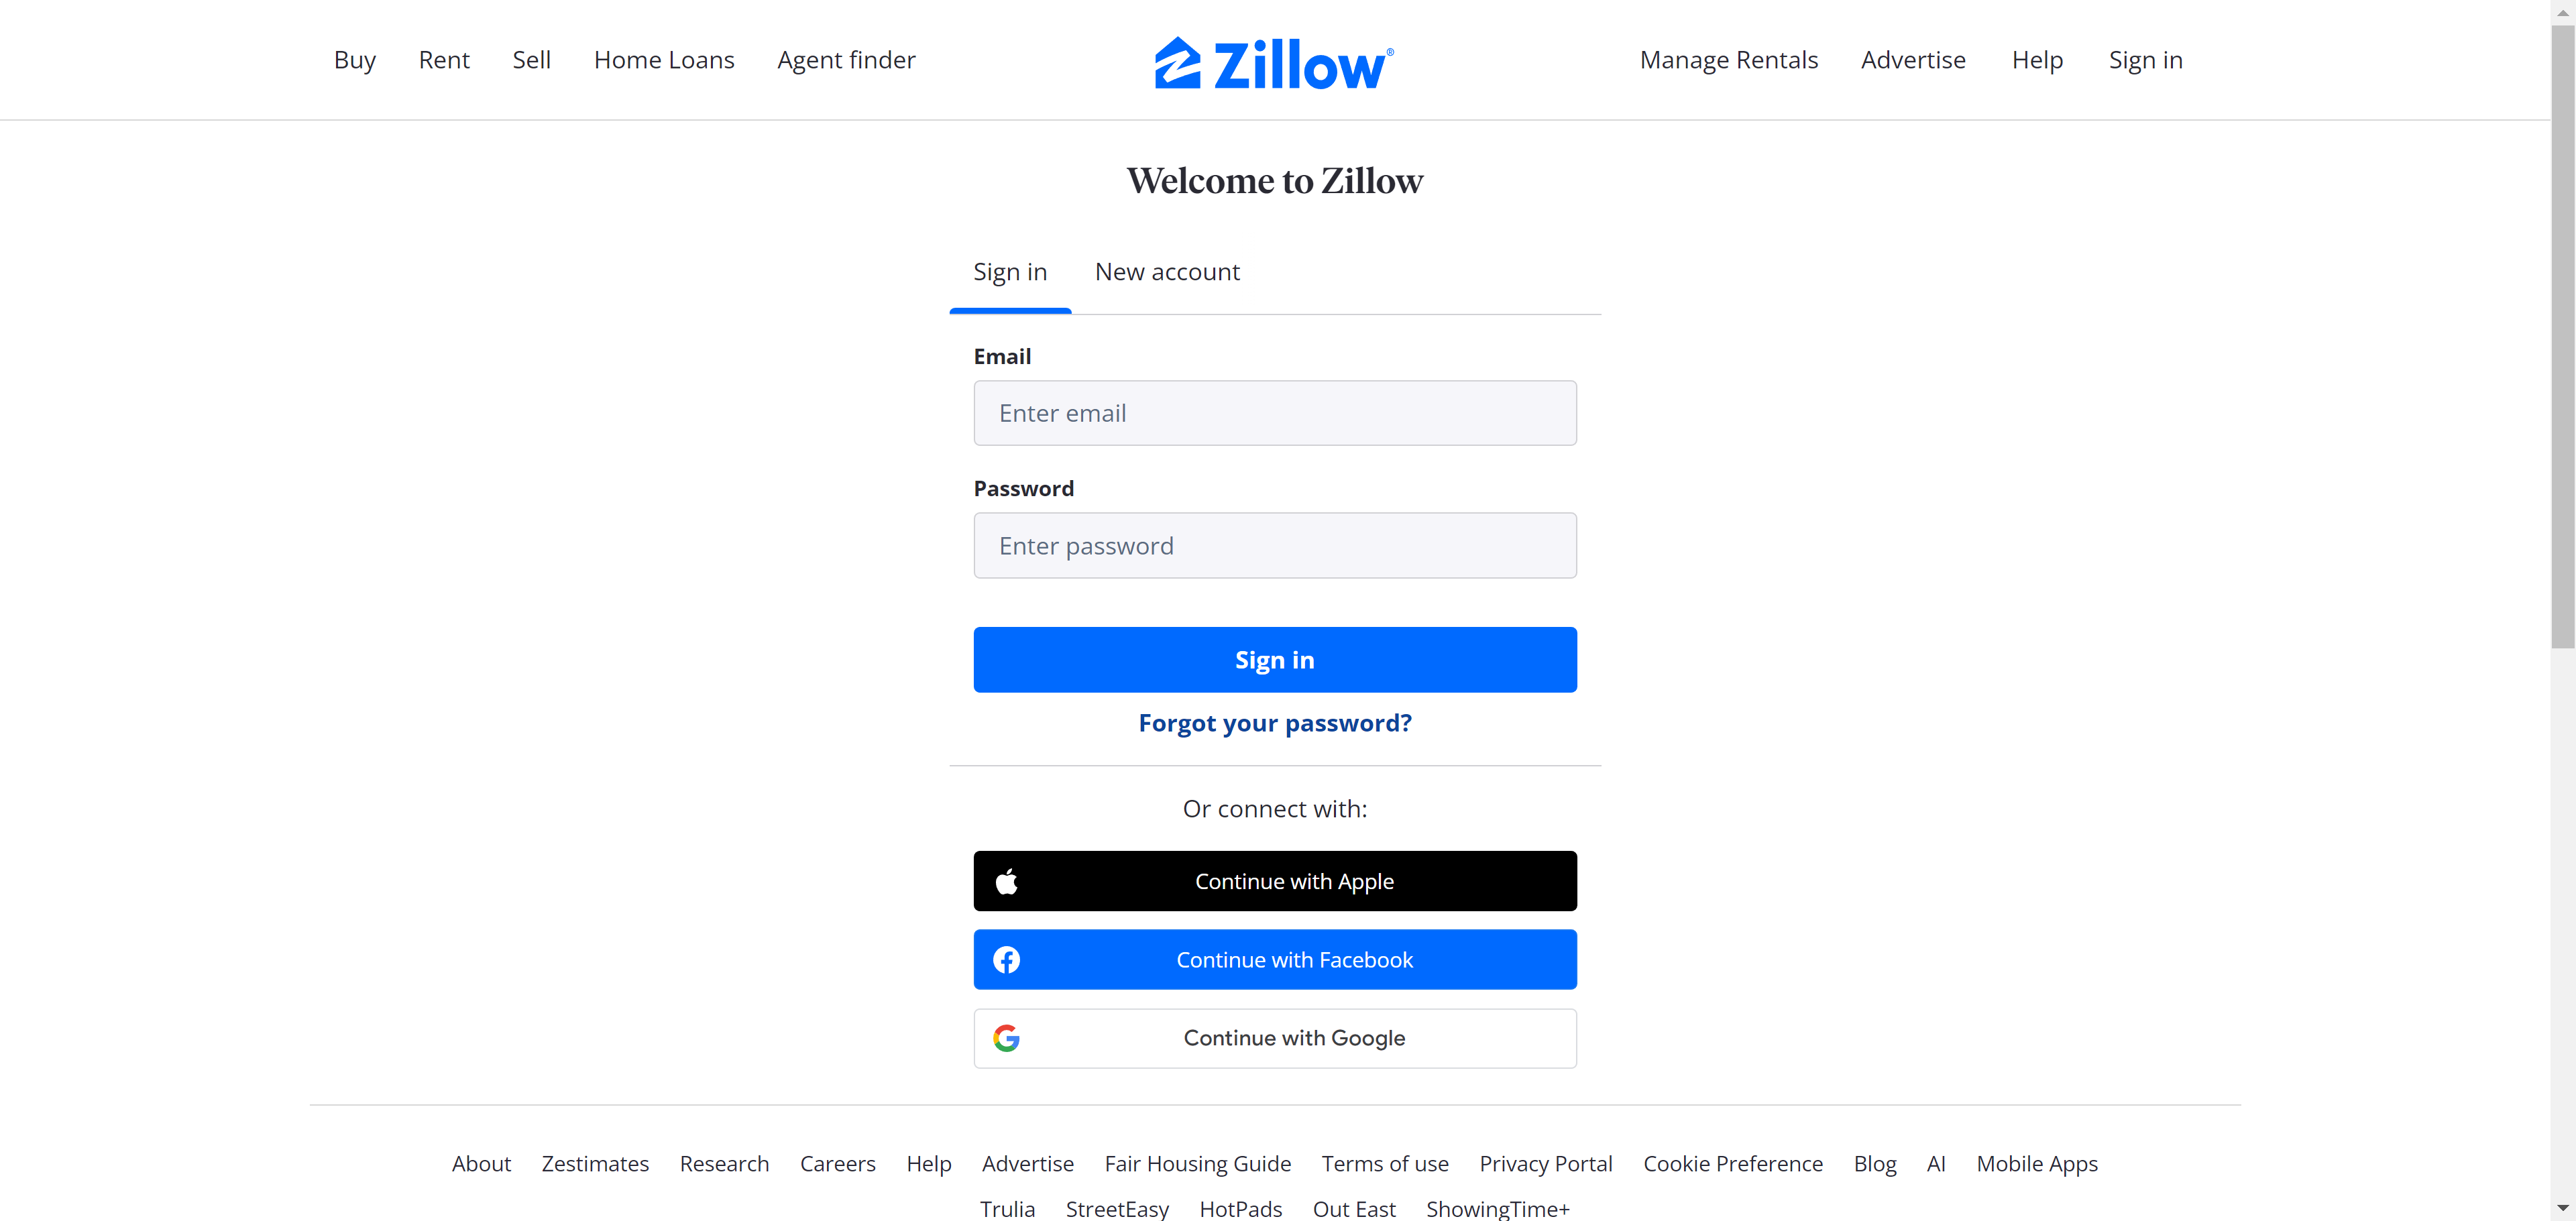 Buy Rent Sell Home Loans Agent finder Zillow® Manage Rentals Advertise Help Sign in
Welcome to Zillow
Sign in New account
Email
Enter email
Password
Enter password
Sign in
Forgot your password?
Or connect with:
Continue with Apple
Continue with Facebook
Continue with Google
About Zestimates Research Careers Help Advertise Fair Housing Guide Terms of use Privacy Portal Cookie Preference Blog AI Mobile Apps
Trulia StreetEasy HotPads Out East ShowingTime+